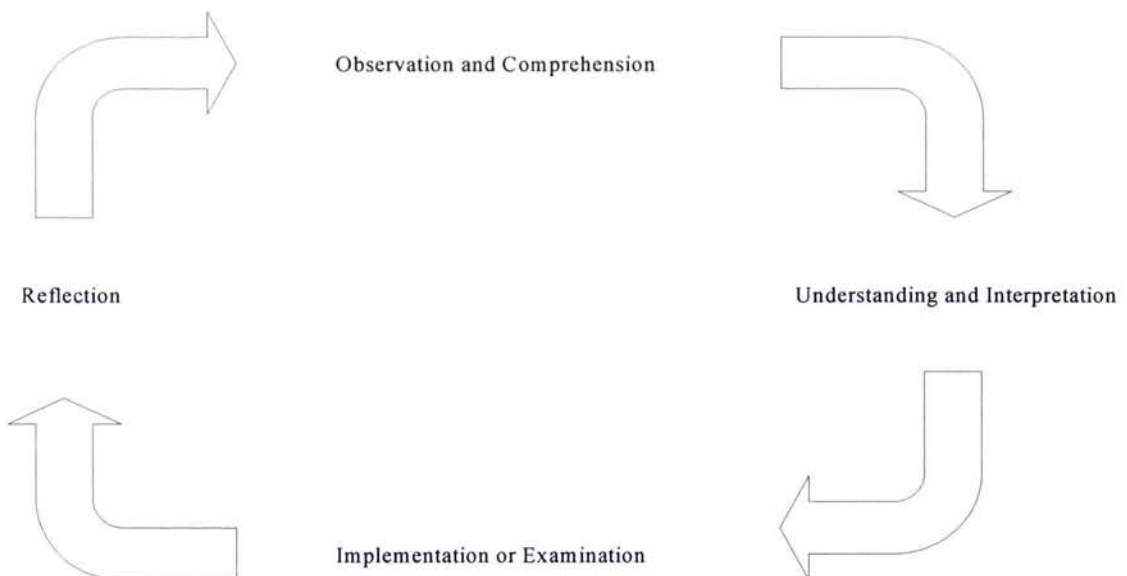 Observation and Comprehension
Reflection
Understanding and Interpretation
Implementation or Examination